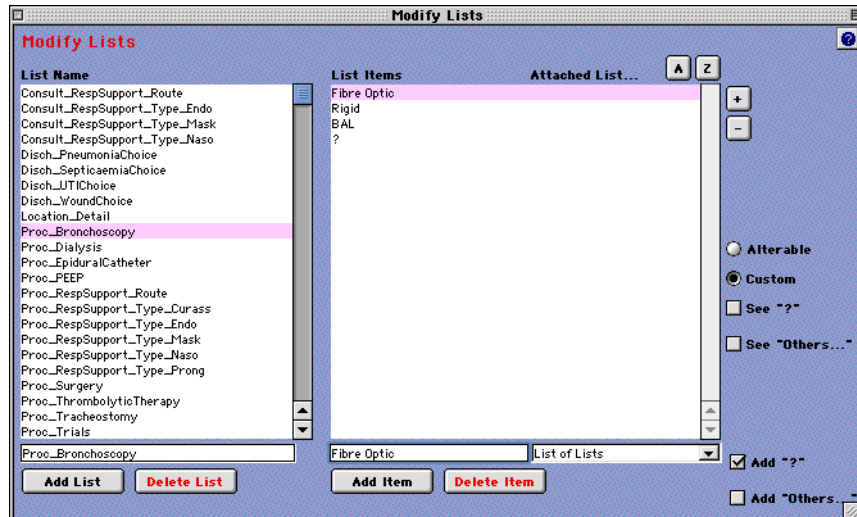 Modify Lists
Modify Lists
?
List Name
List Items
Attached List...
A
Z
Consult_RespSupport_Route
Consult_RespSupport_Type_Endo
Consult_RespSupport_Type_Mask
Consult_RespSupport_Type_Naso
Disch_PneumoniaChoice
Disch_SepticaemiaChoice
Disch_UTIChoice
Disch_WoundChoice
Location_Detail
Proc_Bronchoscopy
Proc_Dialysis
Proc_EpiduralCatheter
Proc_PEEP
Proc_RespSupport_Route
Proc_RespSupport_Type_Curass
Proc_RespSupport_Type_Endo
Proc_RespSupport_Type_Mask
Proc_RespSupport_Type_Naso
Proc_RespSupport_Type_Prong
Proc_Surgery
Proc_ThrombolyticTherapy
Proc_Tracheostomy
Proc_Trials
Proc_Bronchoscopy
Add List
Delete List
Fibre Optic
Rigid
BAL
?
Fibre Optic
List of Lists
Add Item
Delete Item
+
-
Alterable
Custom
See "?"
See "Others..."
Add "?"
Add "Others..."